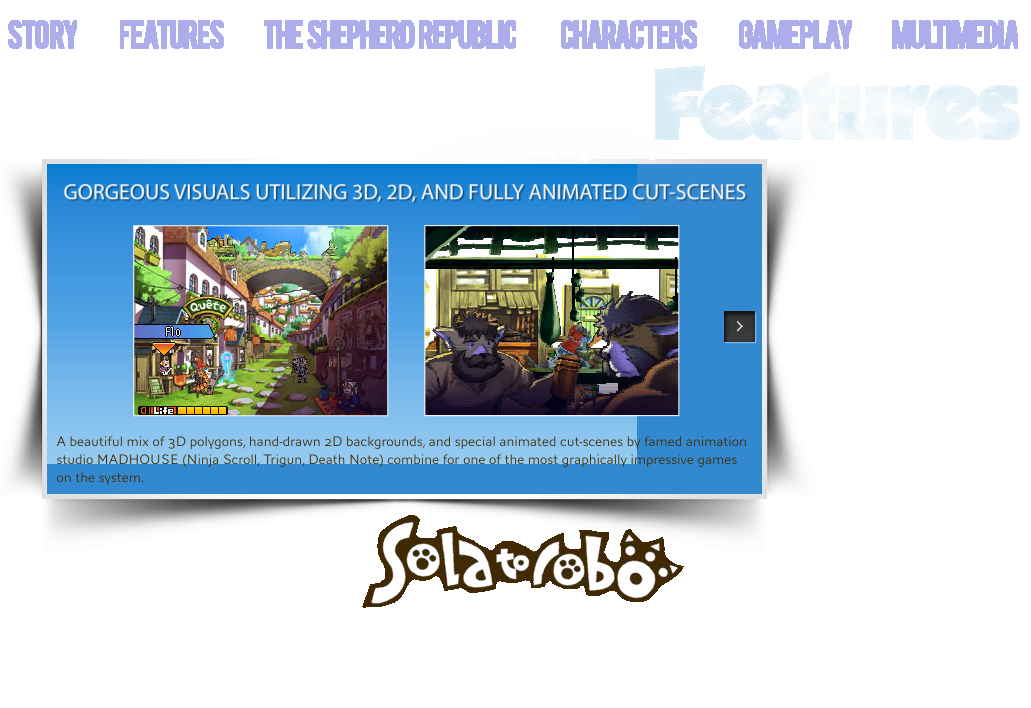 STORY FEATURES THE SHEPHERD REPUBLIC CHARACTERS GAMEPLAY MULTIMEDIA
Features
GORGEOUS VISUALS UTILIZING 3D, 2D, AND FULLY ANIMATED CUT-SCENES
Quête
Flo
Life
A beautiful mix of 3D polygons, hand-drawn 2D backgrounds, and special animated cut-scenes by famed animation
studio MADHOUSE (Ninja Scroll, Trigun, Death Note) combine for one of the most graphically impressive games
on the system.
Solatorobo